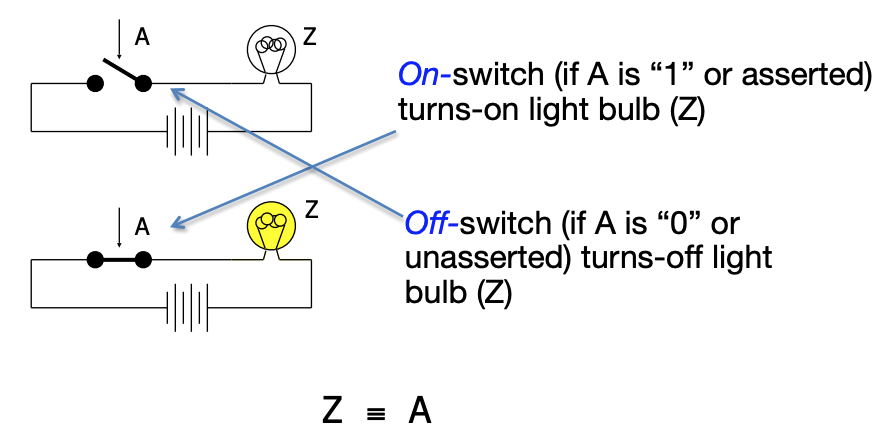 A
Z
On-switch (if A is “1” or asserted)
turns-on light bulb (Z)
A
Z
Off-switch (if A is “0” or
unasserted) turns-off light
bulb (Z)
Z ≡ A